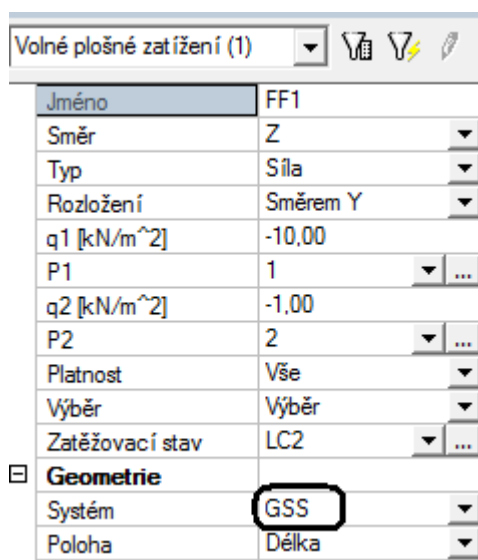 Volné plošné zatížení (1)
Jméno FF1
Směr Z
Typ Síla
Rozložení Směrem Y
q1 [kN/m^2] -10,00
P1 1 ...
q2 [kN/m^2] -1,00
P2 2 ...
Platnost Vše
Výběr Výběr
Zatěžovací stav LC2 ...
Geometrie
Systém GSS
Poloha Délka